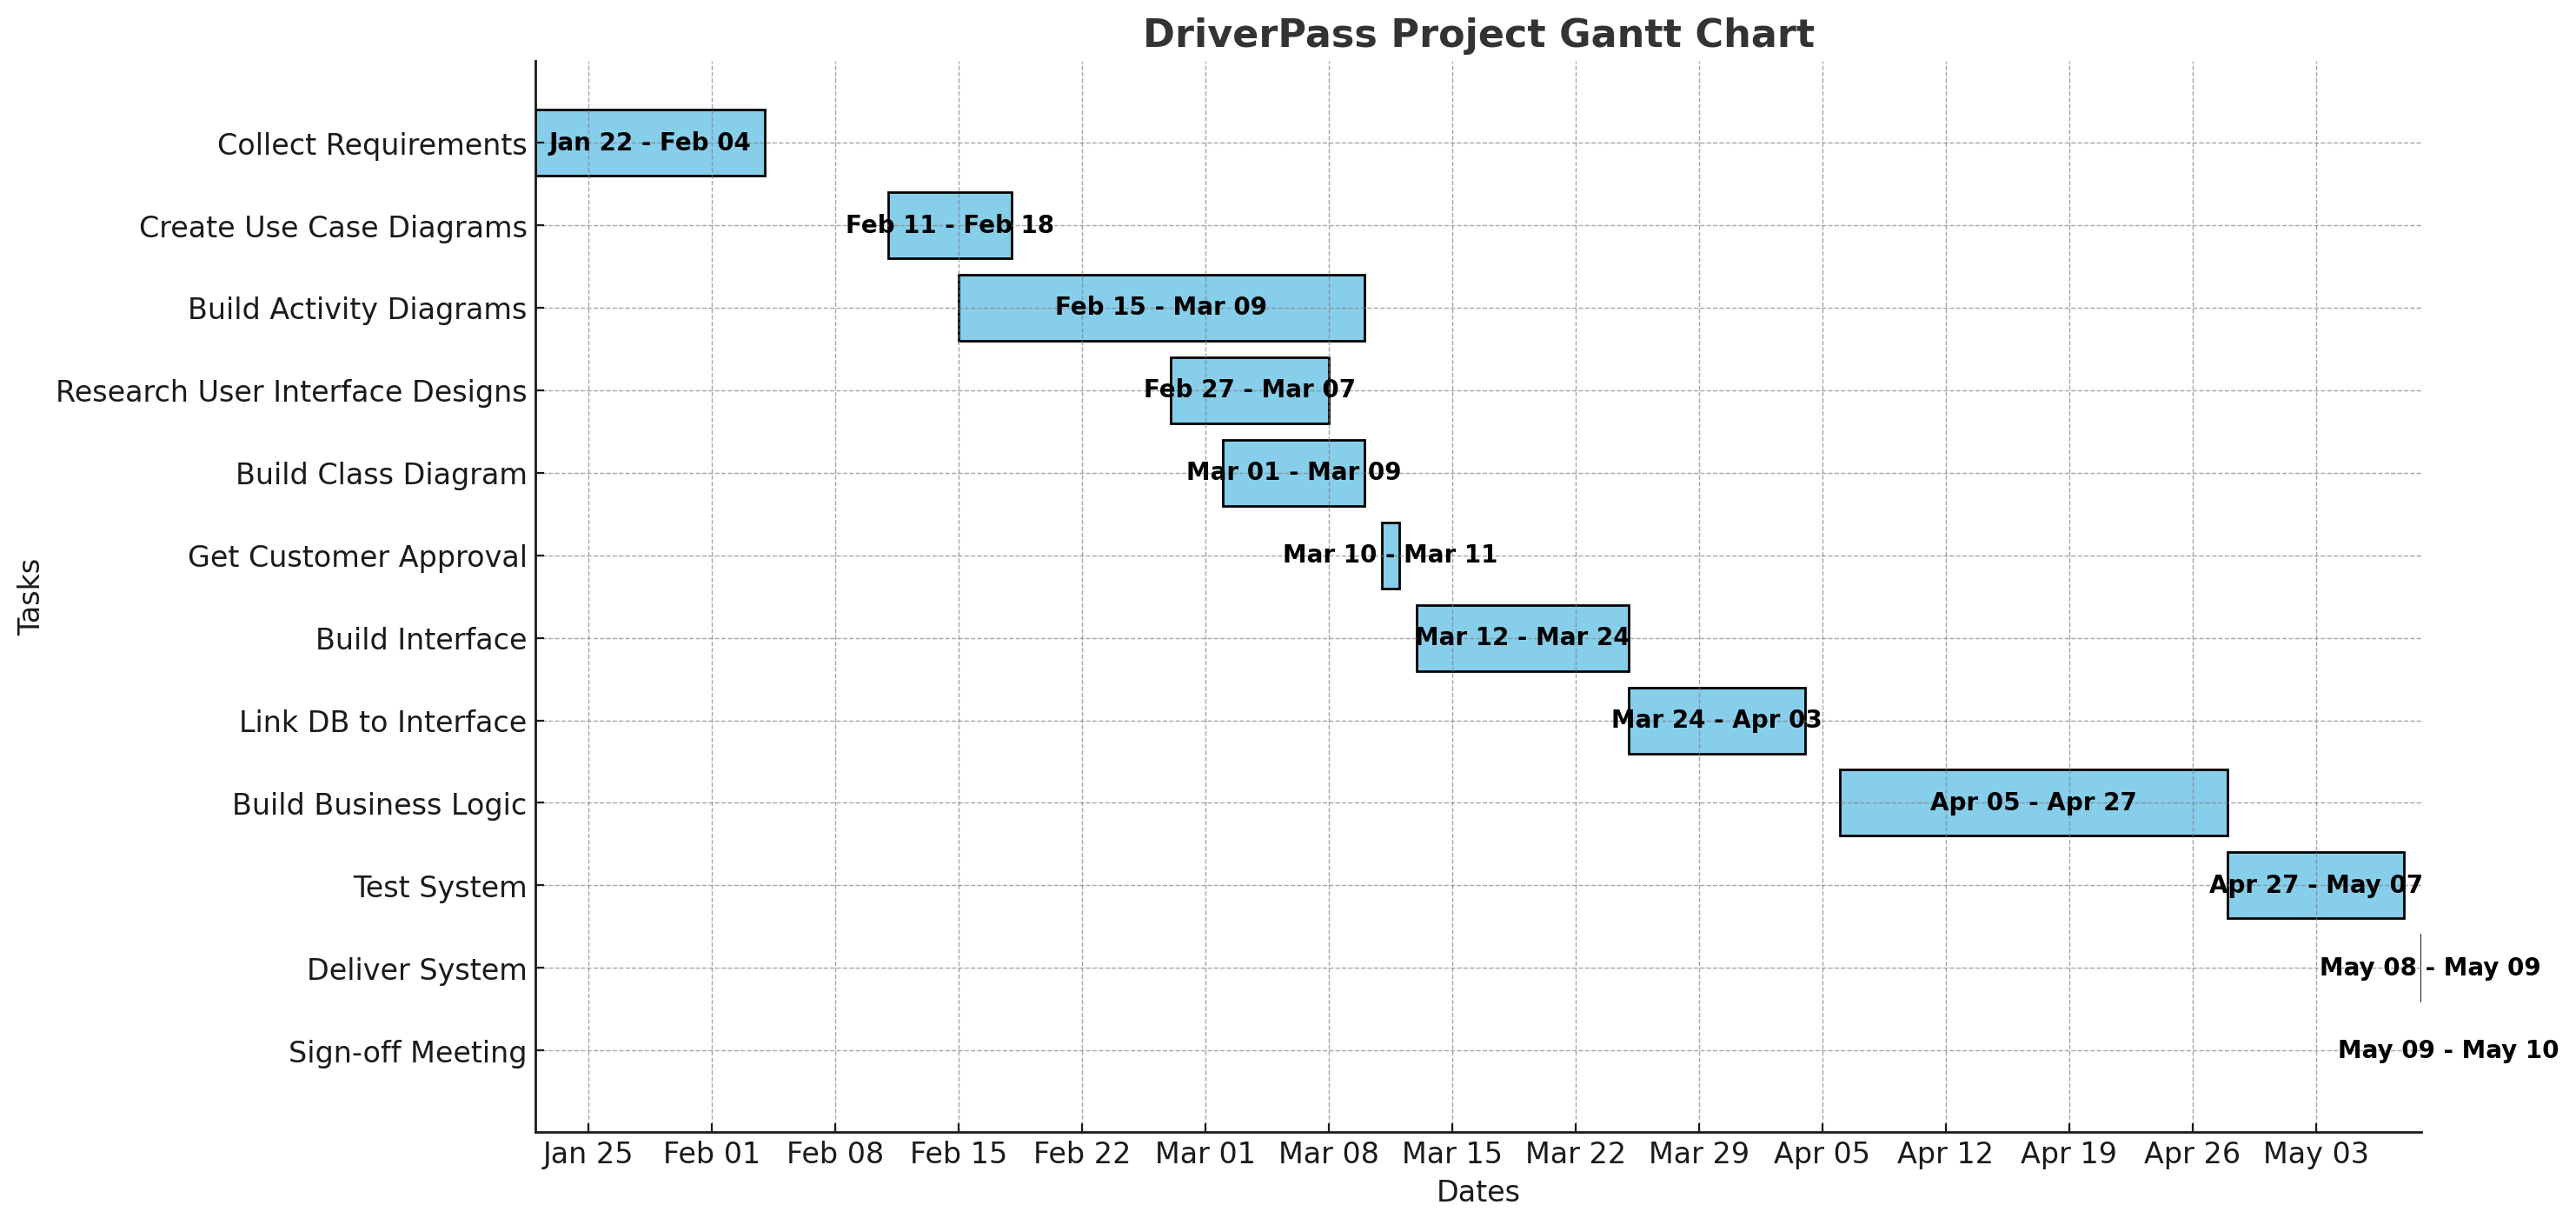 DriverPass Project Gantt Chart
Tasks
Collect Requirements
Jan 22 - Feb 04
Create Use Case Diagrams
Feb 11 - Feb 18
Build Activity Diagrams
Feb 15 - Mar 09
Research User Interface Designs
Feb 27 - Mar 07
Build Class Diagram
Mar 01 - Mar 09
Get Customer Approval
Mar 10 - Mar 11
Build Interface
Mar 12 - Mar 24
Link DB to Interface
Mar 24 - Apr 03
Build Business Logic
Apr 05 - Apr 27
Test System
Apr 27 - May 07
Deliver System
May 08 - May 09
Sign-off Meeting
May 09 - May 10
Jan 25 Feb 01 Feb 08 Feb 15 Feb 22 Mar 01 Mar 08 Mar 15 Mar 22 Mar 29 Apr 05 Apr 12 Apr 19 Apr 26 May 03
Dates